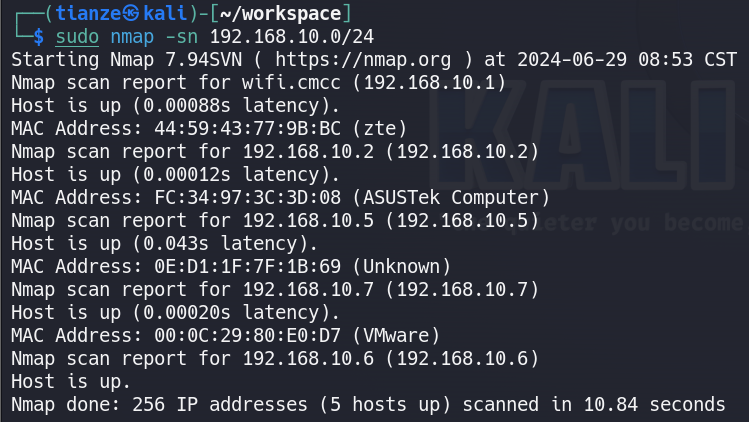 ┌──(tianze㉿kali)-[~/workspace]
└─$ sudo nmap -sn 192.168.10.0/24
Starting Nmap 7.94SVN ( https://nmap.org ) at 2024-06-29 08:53 CST
Nmap scan report for wifi.cmcc (192.168.10.1)
Host is up (0.00088s latency).
MAC Address: 44:59:43:77:9B:BC (zte)
Nmap scan report for 192.168.10.2 (192.168.10.2)
Host is up (0.00012s latency).
MAC Address: FC:34:97:3C:3D:08 (ASUSTek Computer)
Nmap scan report for 192.168.10.5 (192.168.10.5)
Host is up (0.043s latency).
MAC Address: 0E:D1:1F:7F:1B:69 (Unknown)
Nmap scan report for 192.168.10.7 (192.168.10.7)
Host is up (0.00020s latency).
MAC Address: 00:0C:29:80:E0:D7 (VMware)
Nmap scan report for 192.168.10.6 (192.168.10.6)
Host is up.
Nmap done: 256 IP addresses (5 hosts up) scanned in 10.84 seconds
KALI
quieter you become